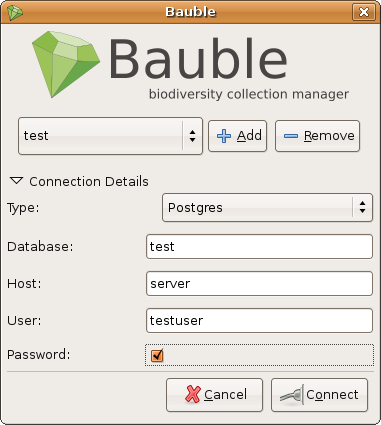 Bauble
Bauble
biodiversity collection manager
test Add Remove
Connection Details
Type: Postgres
Database: test
Host: server
User: testuser
Password:
Cancel Connect